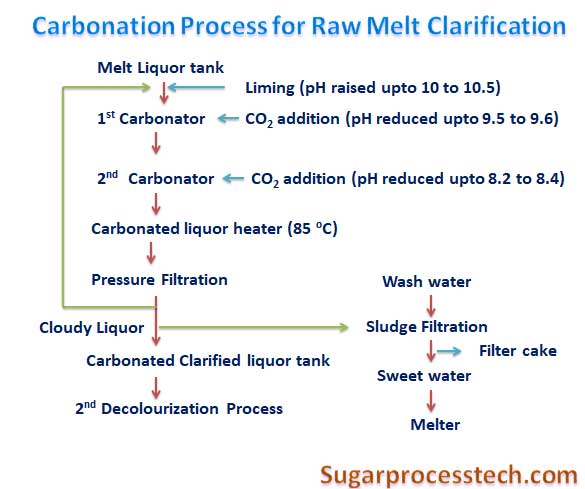 Carbonation Process for Raw Melt Clarification
Melt Liquor tank
Liming (pH raised upto 10 to 10.5)
1st Carbonator
CO2 addition (pH reduced upto 9.5 to 9.6)
2nd Carbonator
CO2 addition (pH reduced upto 8.2 to 8.4)
Carbonated liquor heater (85 °C)
Pressure Filtration
Cloudy Liquor
Carbonated Clarified liquor tank
2nd Decolourization Process
Wash water
Sludge Filtration
Filter cake
Sweet water
Melter
Sugarprocesstech.com